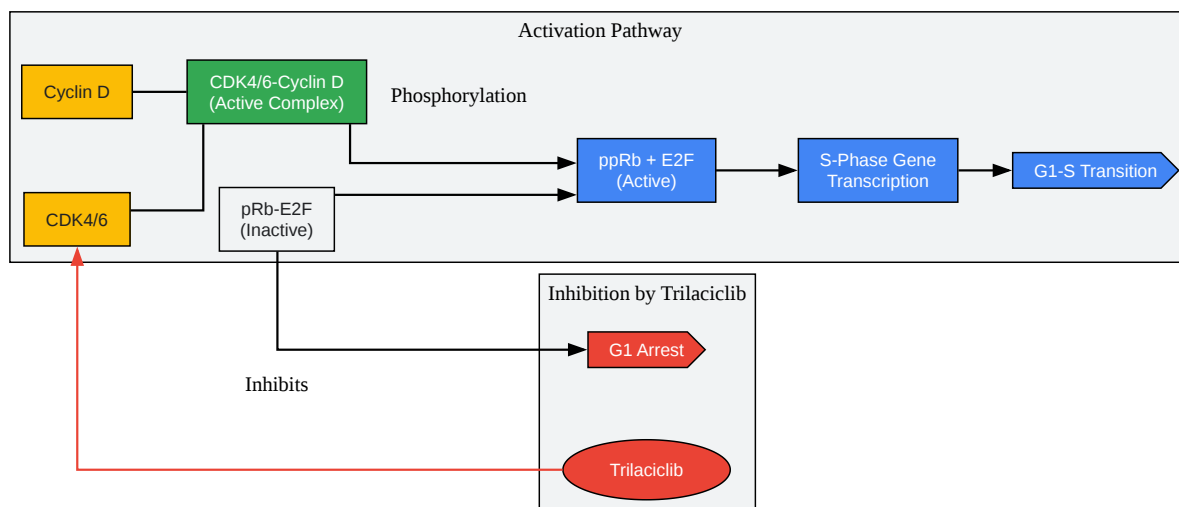 Activation Pathway
Cyclin D
CDK4/6-Cyclin D
(Active Complex)
Phosphorylation
ppRb + E2F
(Active)
S-Phase Gene
Transcription
G1-S Transition
CDK4/6
pRb-E2F
(Inactive)
Inhibition by Trilaciclib
G1 Arrest
Inhibits
Trilaciclib